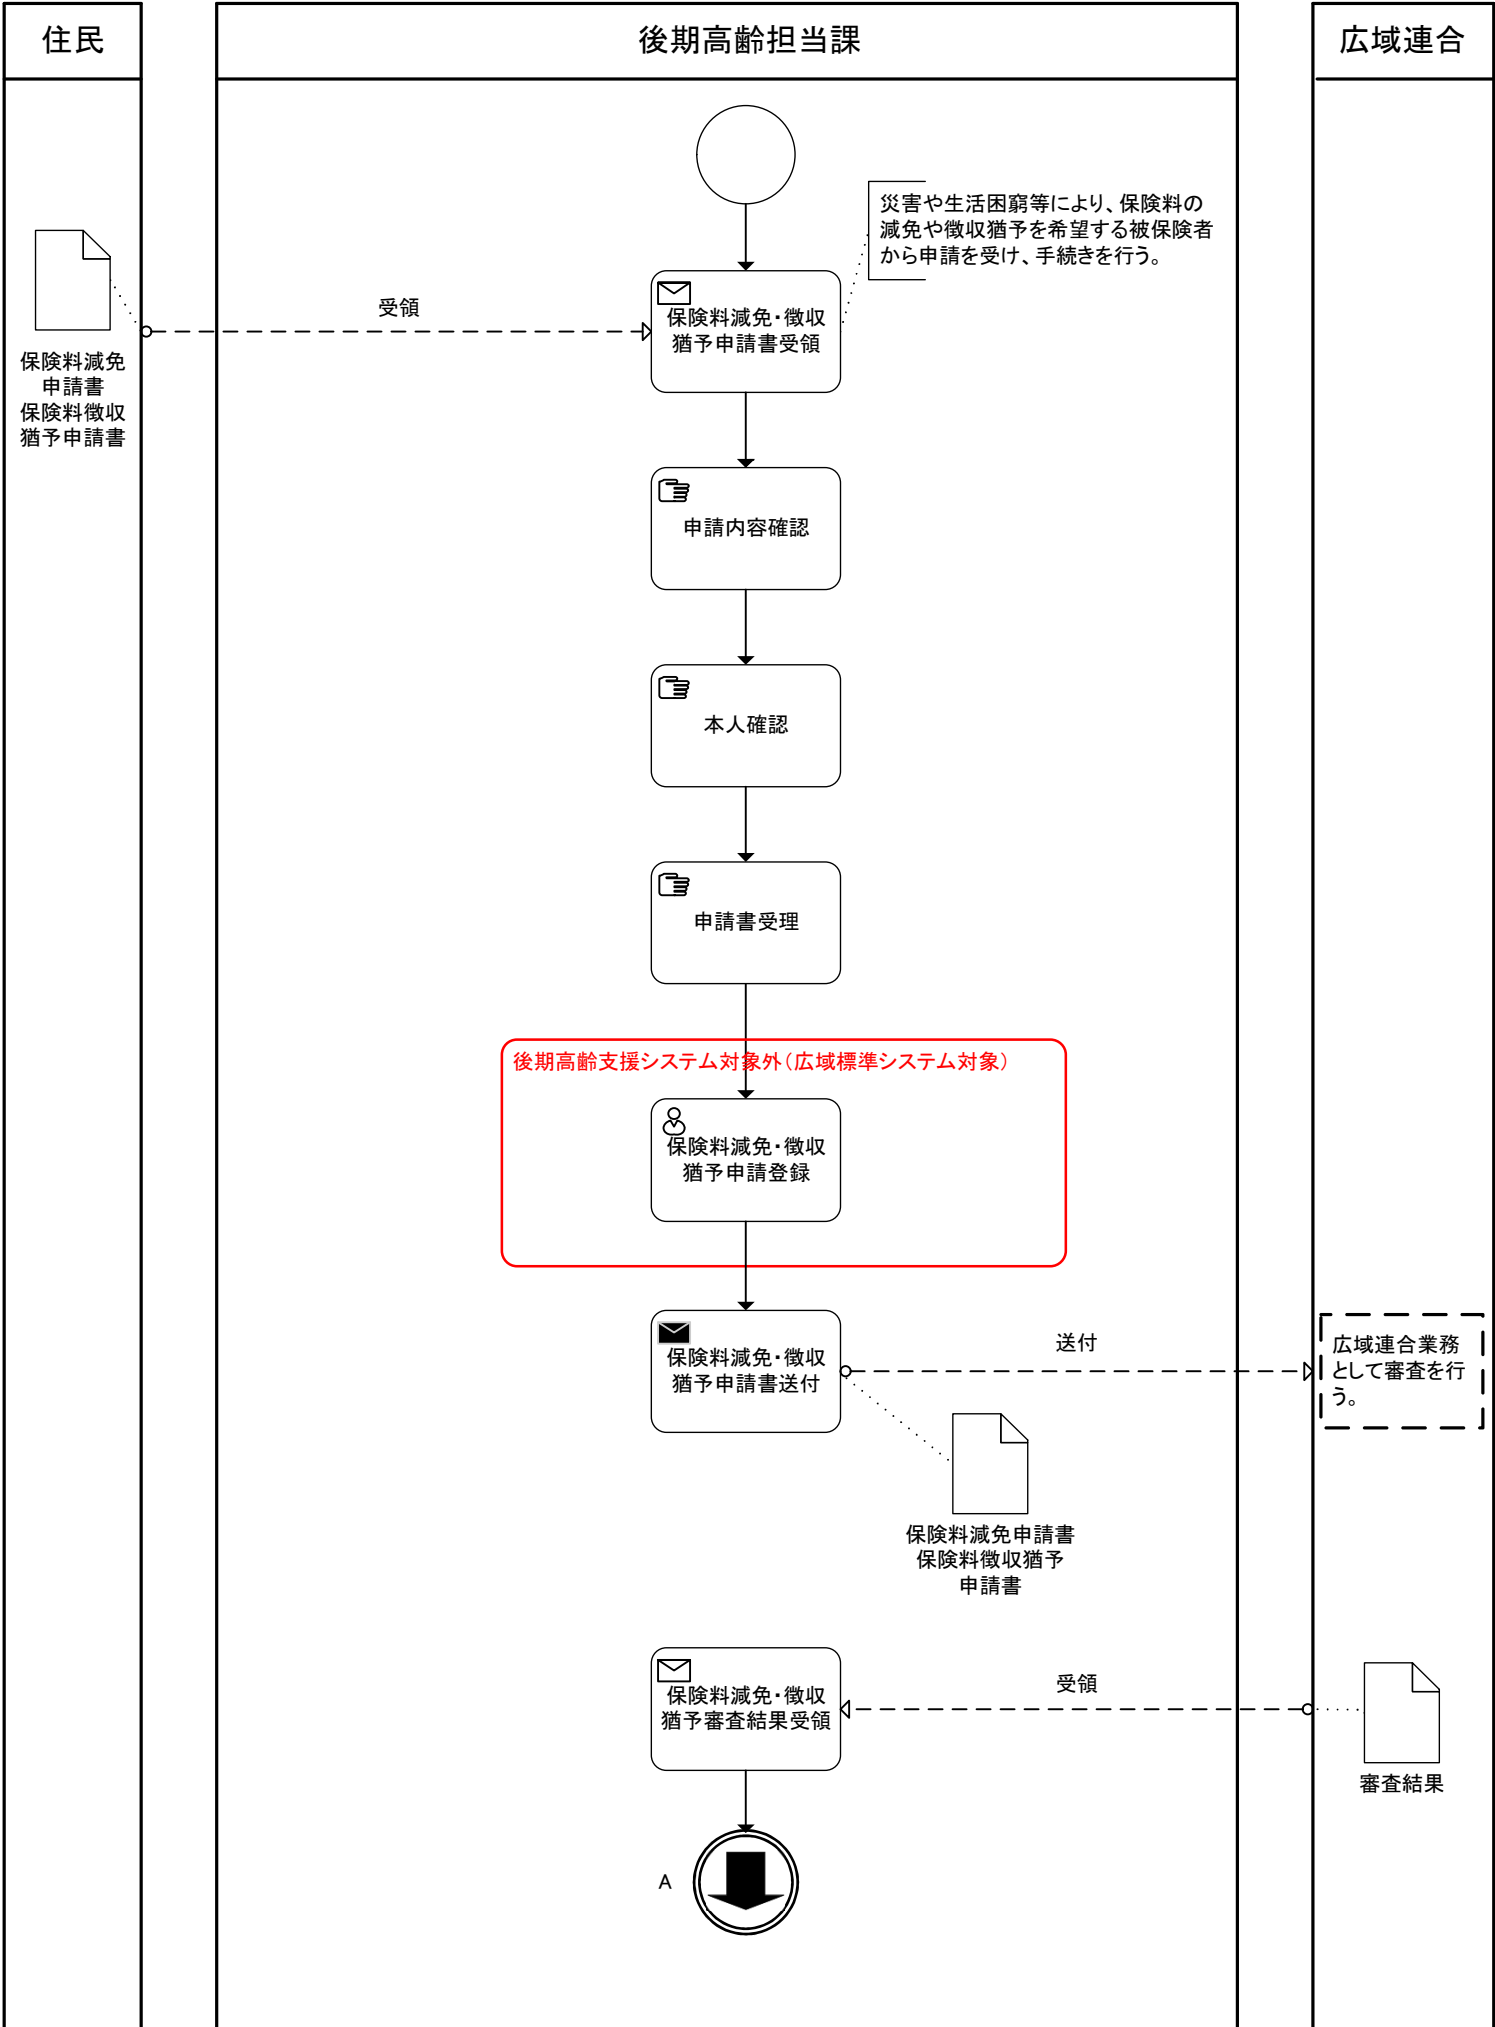 住民
後期高齢担当課
広域連合
災害や生活困窮等により、保険料の
減免や徴収猶予を希望する被保険者
から申請を受け、手続きを行う。
受領
保険料減免
申請書
保険料徴収
猶予申請書
保険料減免・徴収
猶予申請書受領
申請内容確認
本人確認
申請書受理
後期高齢支援システム対象外（広域標準システム対象）
保険料減免・徴収
猶予申請登録
保険料減免・徴収
猶予申請書送付
送付
広域連合業務
として審査を行
う。
保険料減免申請書
保険料徴収猶予
申請書
保険料減免・徴収
猶予審査結果受領
受領
審査結果
A